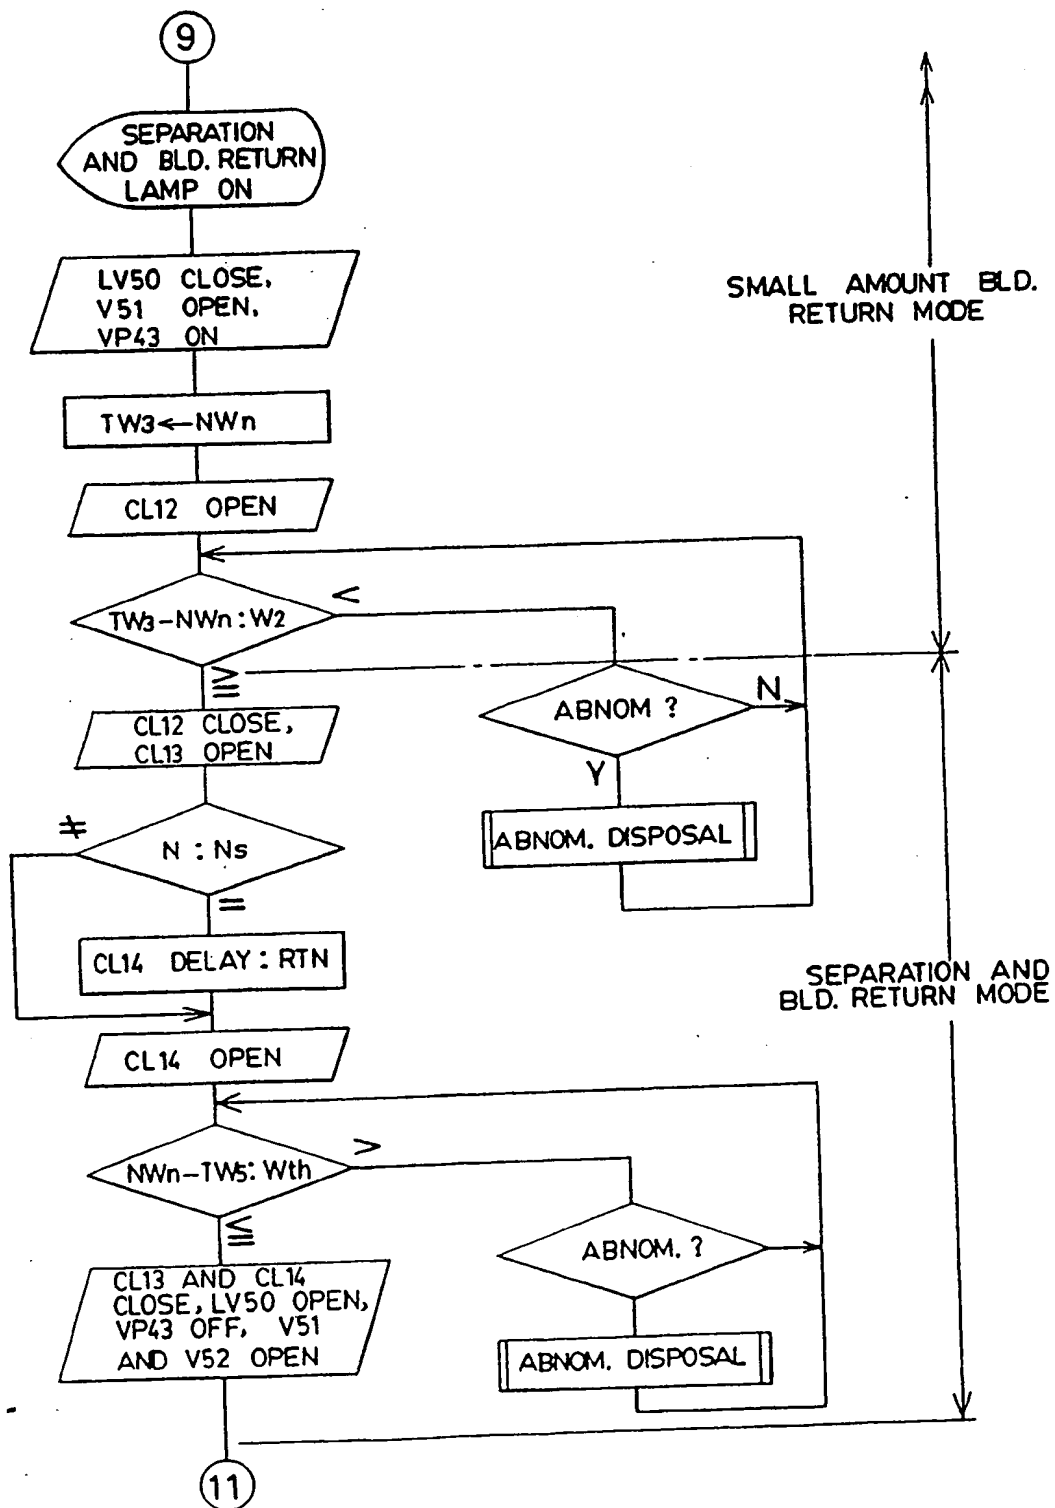 9
SEPARATION
AND BLD. RETURN
LAMP ON
LV50 CLOSE,
V51 OPEN,
VP43 ON
SMALL AMOUNT BLD.
RETURN MODE
TW3←NWn
CL12 OPEN
TW3-NWn:W2
<
≧
ABNOM ?
N
Y
CL12 CLOSE,
CL13 OPEN
ABNOM. DISPOSAL
N : Ns
≠
=
CL14 DELAY : RTN
SEPARATION AND
BLD. RETURN MODE
CL14 OPEN
NWn-TW5:Wth
>
≦
ABNOM. ?
CL13 AND CL14
CLOSE, LV50 OPEN,
VP43 OFF, V51
AND V52 OPEN
ABNOM. DISPOSAL
11